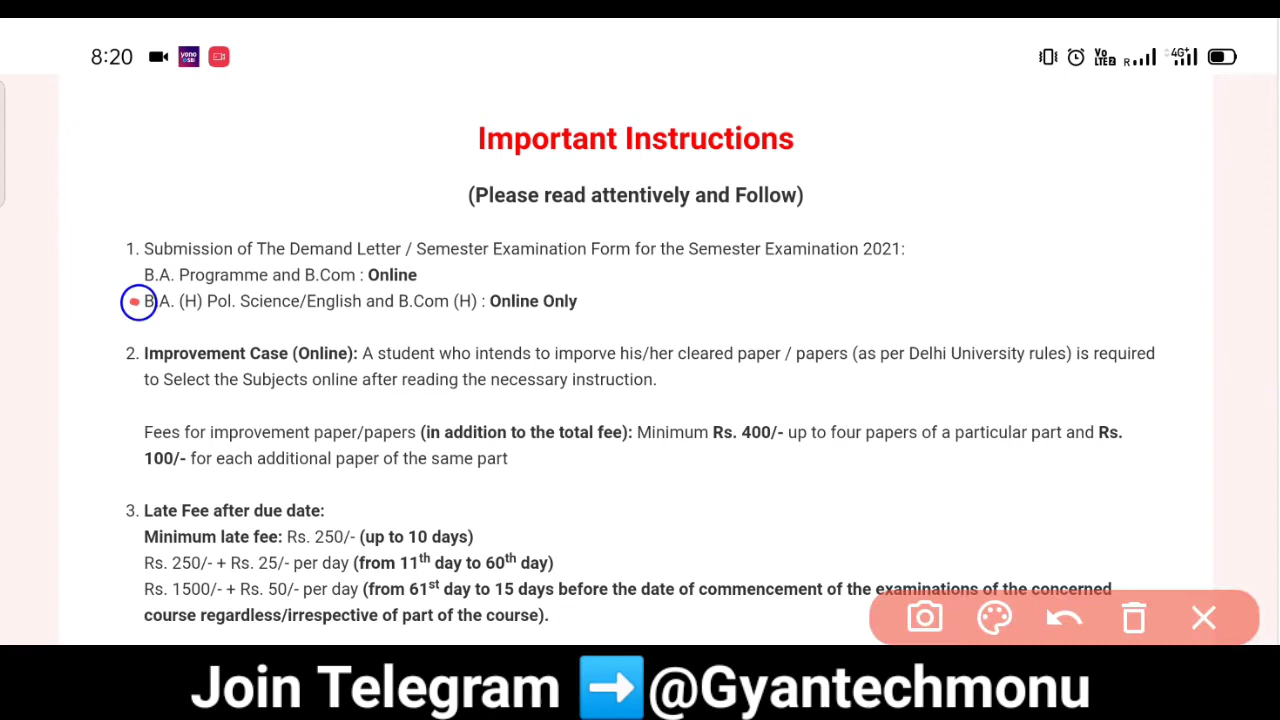 8:20
yono SBI
Vo LTE 2 R 4G+
Important Instructions
(Please read attentively and Follow)
1. Submission of The Demand Letter / Semester Examination Form for the Semester Examination 2021:
B.A. Programme and B.Com : Online
B.A. (H) Pol. Science/English and B.Com (H) : Online Only
2. Improvement Case (Online): A student who intends to imporve his/her cleared paper / papers (as per Delhi University rules) is required
to Select the Subjects online after reading the necessary instruction.
Fees for improvement paper/papers (in addition to the total fee): Minimum Rs. 400/- up to four papers of a particular part and Rs.
100/- for each additional paper of the same part
3. Late Fee after due date:
Minimum late fee: Rs. 250/- (up to 10 days)
Rs. 250/- + Rs. 25/- per day (from 11th day to 60th day)
Rs. 1500/- + Rs. 50/- per day (from 61st day to 15 days before the date of commencement of the examinations of the concerned
course regardless/irrespective of part of the course).
Join Telegram ➡️@Gyantechmonu